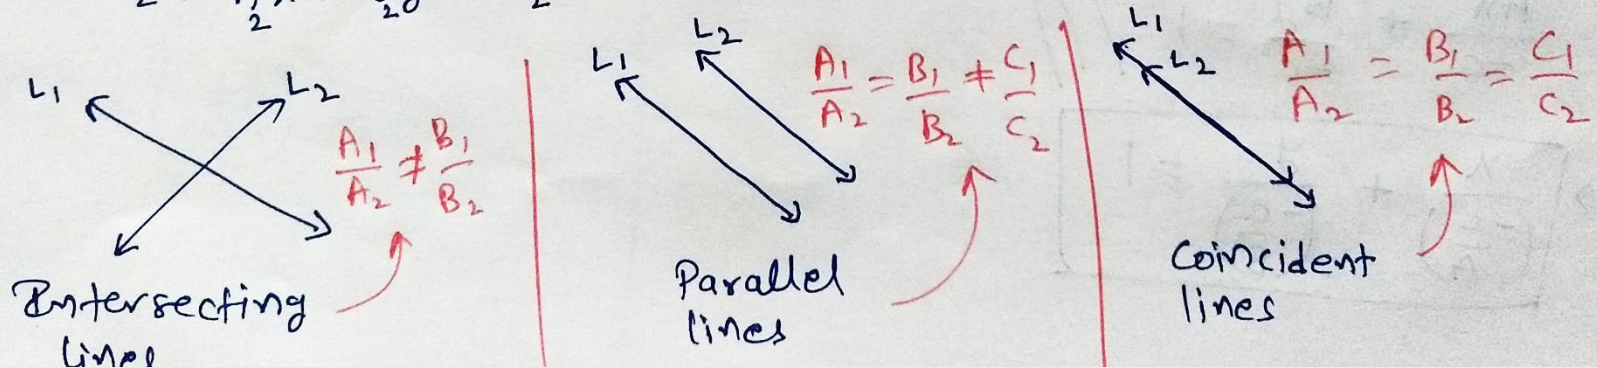 L1 L2
A1/A2 ≠ B1/B2
Intersecting
lines
L1 L2
A1/A2 = B1/B2 ≠ C1/C2
Parallel
lines
L1
L2
A1/A2 = B1/B2 = C1/C2
Coincident
lines